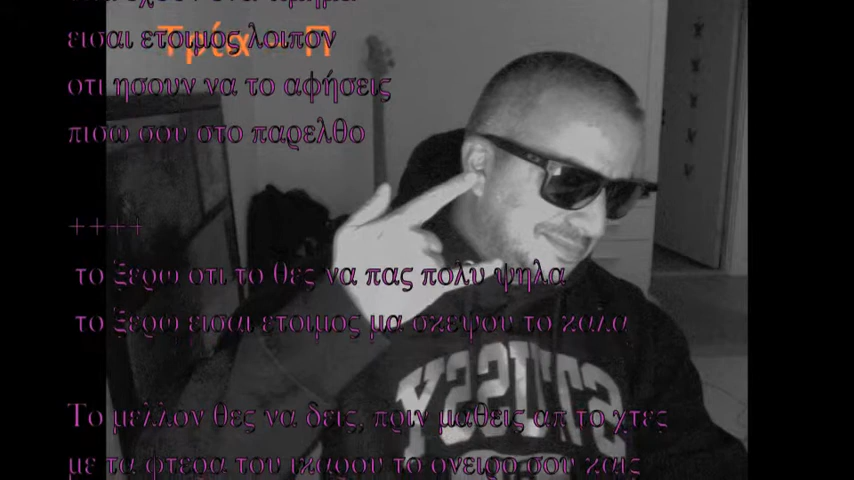 εισαι ετοιμος λοιπον
Τρίχ - Π
οτι ησουν να το αφήσεις
πισω σου στο παρελθο
++++
το ξερω οτι το θες να πας πολυ ψηλα
το ξερω εισαι ετοιμος μα σκεψου το καλα
Το μελλον θες να δεις, πριν μαθεις απ το χτες
με τα φτερα του ικαρου το ονειρο σου καις